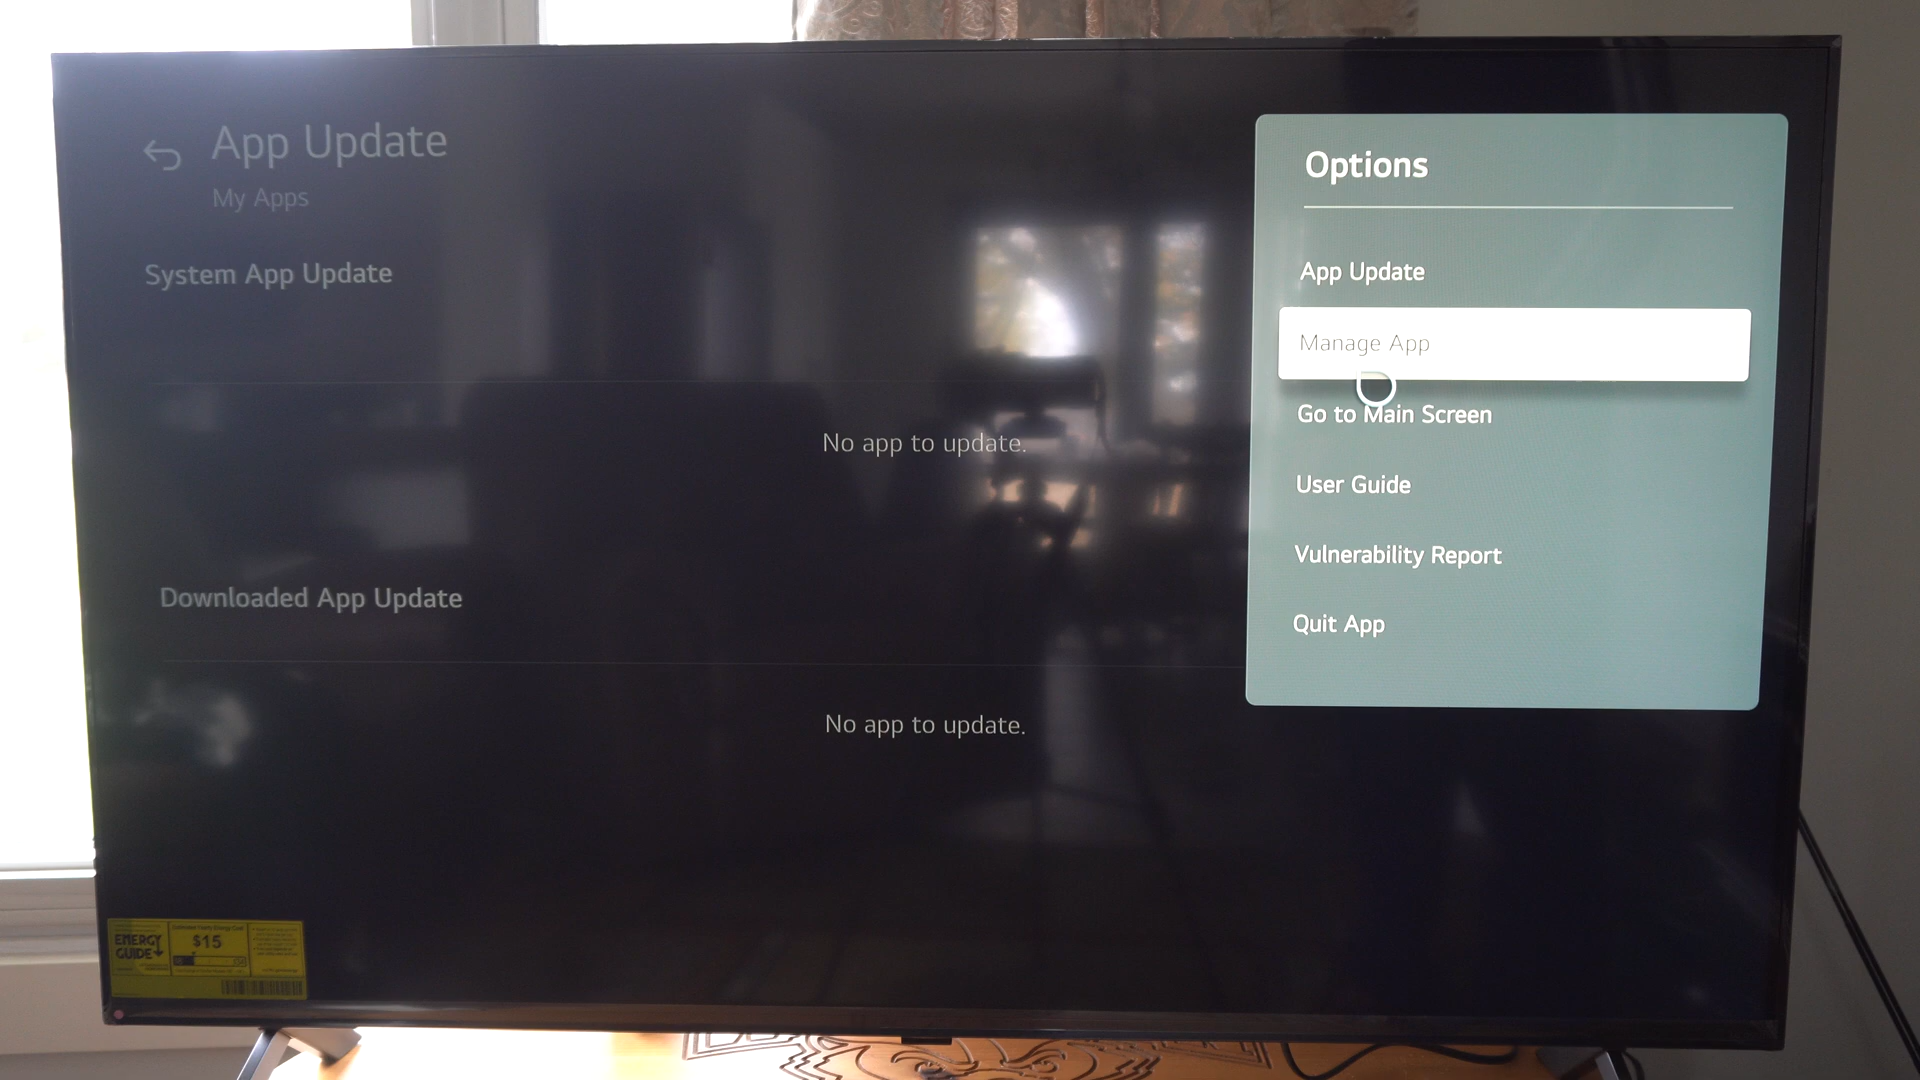 App Update
My Apps
System App Update
No app to update.
Downloaded App Update
No app to update.
Options
App Update
Manage App
Go to Main Screen
User Guide
Vulnerability Report
Quit App
ENERGY
GUIDE
$15